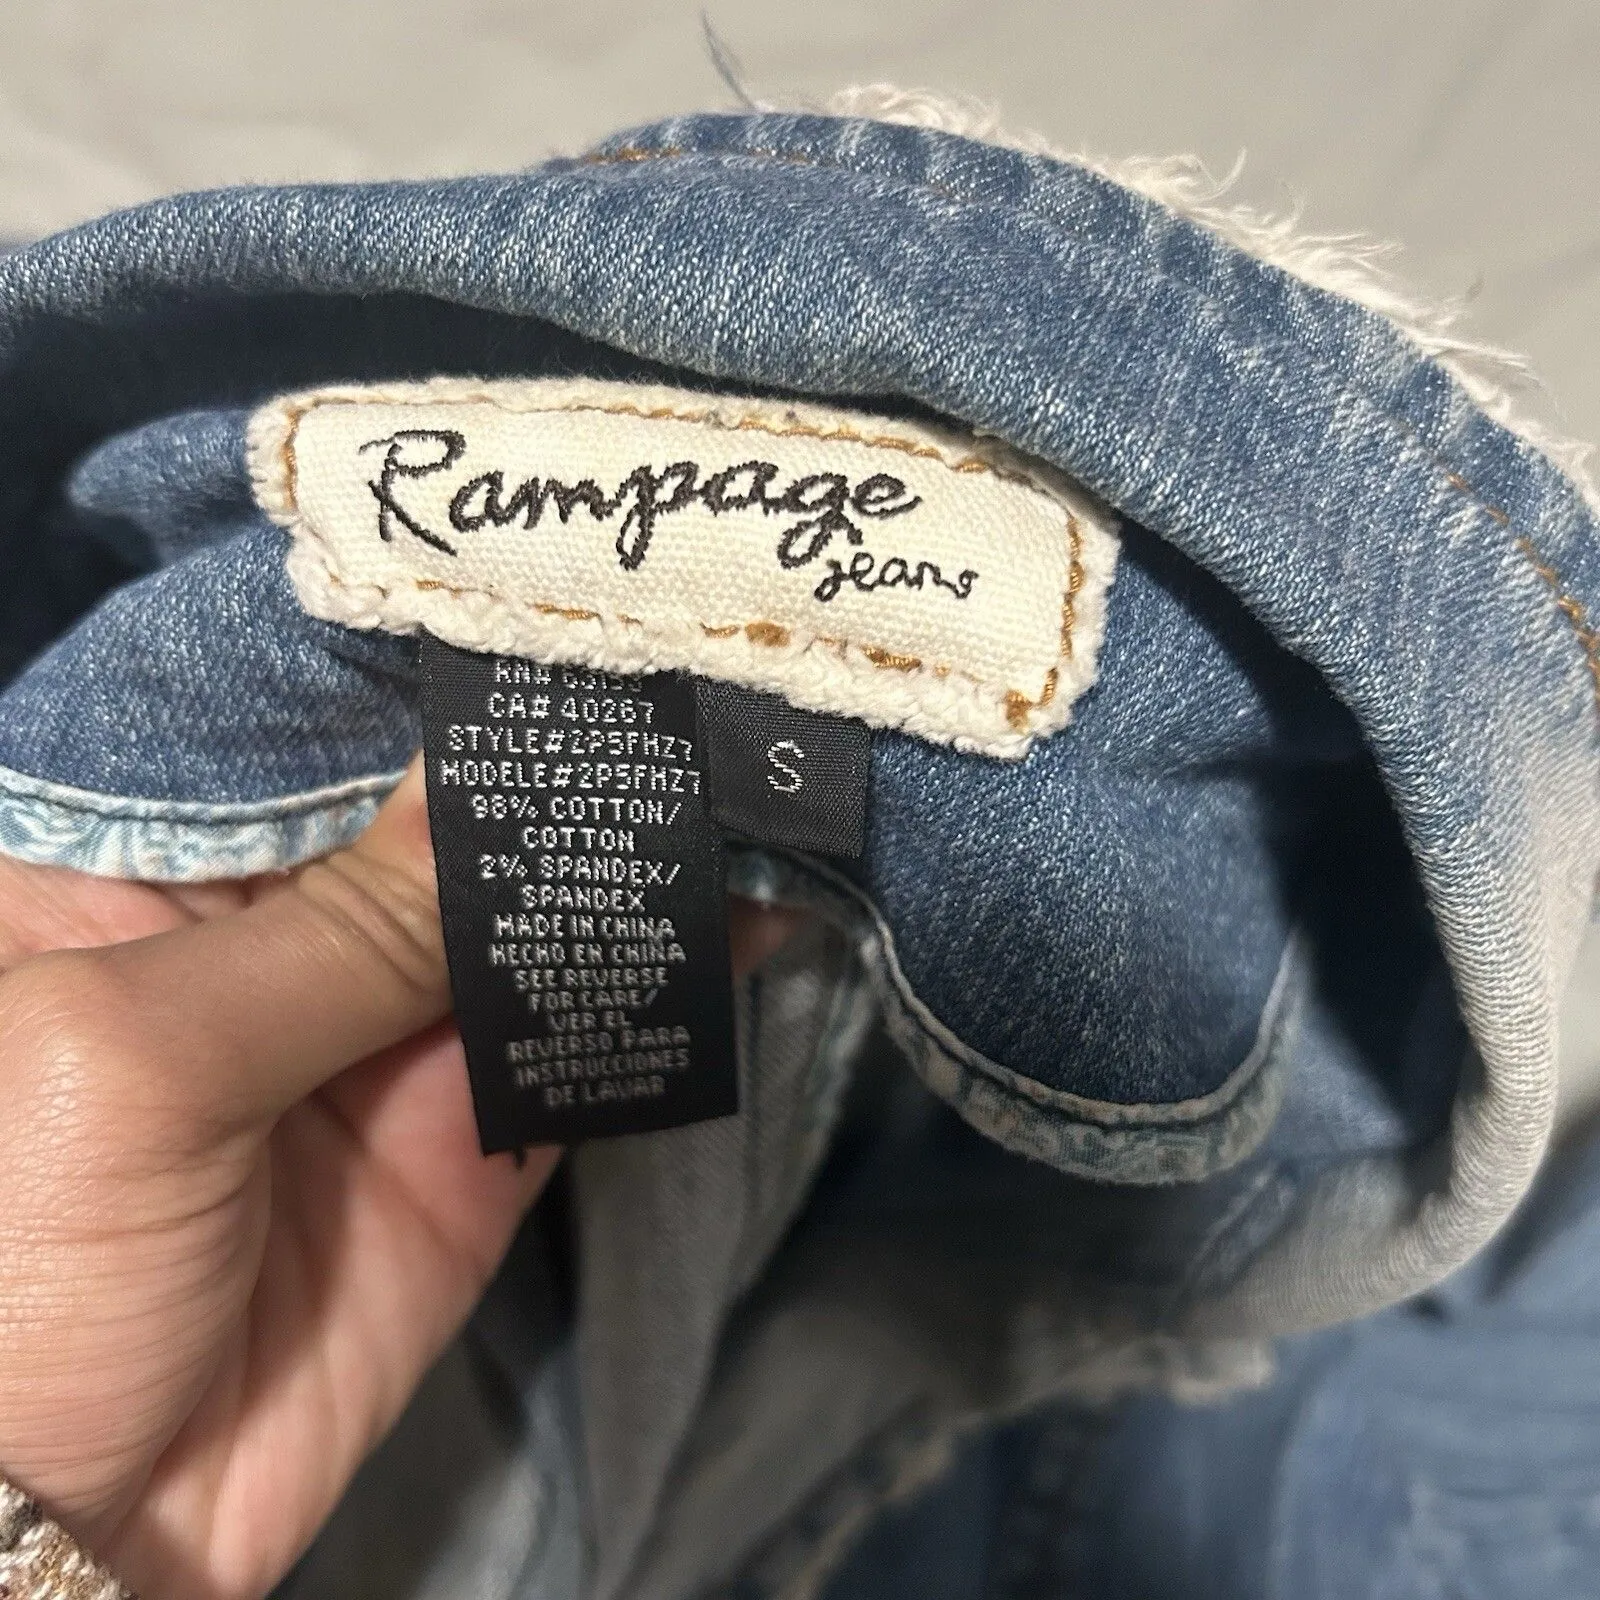 Rampage
jeans
RN#
CA# 40267
STYLE#2P5FHZ7
MODELE#2P5FHZ7
98% COTTON/
COTTON
2% SPANDEX/
SPANDEX
MADE IN CHINA
HECHO EN CHINA
SEE REVERSE
FOR CARE/
VER EL
REVERSO PARA
INSTRUCCIONES
DE LAVAR
S